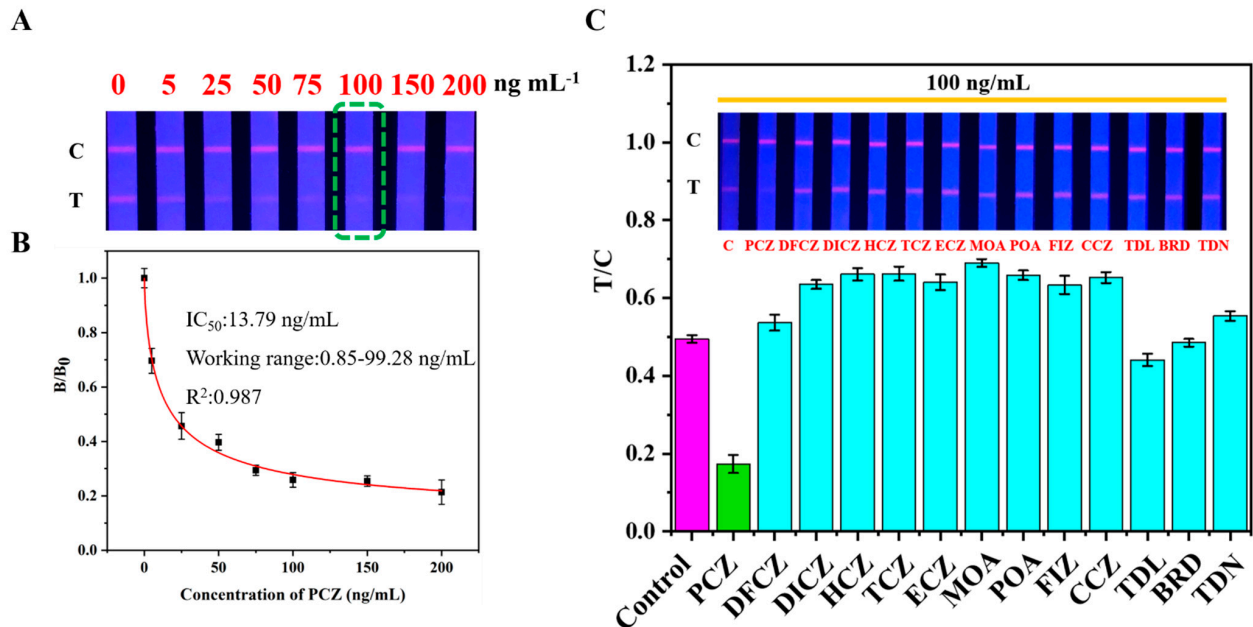 A
0 5 25 50 75 100 150 200 ng mL⁻¹
C
T
B
1.0
0.8
0.6
0.4
0.2
0.0
B/B₀
IC₅₀:13.79 ng/mL
Working range:0.85-99.28 ng/mL
R²:0.987
0 50 100 150 200
Concentration of PCZ (ng/mL)
C
1.2
1.0
0.8
0.6
0.4
0.2
0.0
T/C
100 ng/mL
C
T
C PCZ DFCZ DICZ HCZ TCZ ECZ MOA POA FIZ CCZ TDL BRD TDN
Control PCZ DFCZ DICZ HCZ TCZ ECZ MOA POA FIZ CCZ TDL BRD TDN